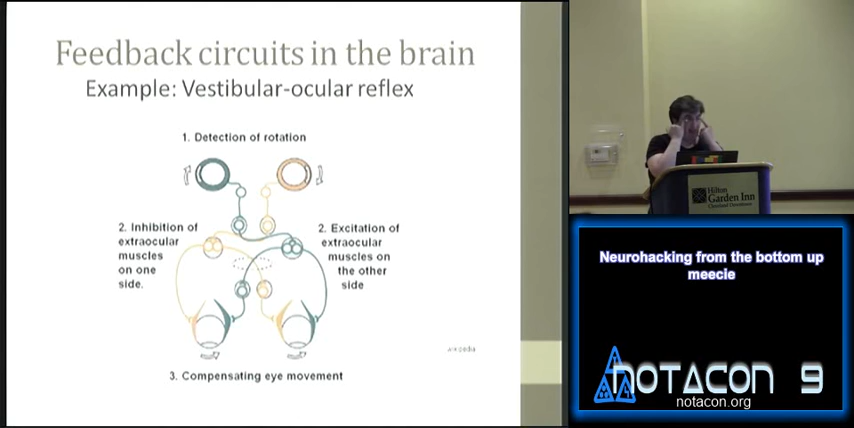 Feedback circuits in the brain
Example: Vestibular-ocular reflex
1. Detection of rotation
2. Inhibition of
extraocular
muscles
on one
side.
2. Excitation of
extraocular
muscles on
the other
side
wikipedia
3. Compensating eye movement
Hilton
Garden Inn
Cleveland Downtown
Neurohacking from the bottom up
meecie
NOTACON 9
notacon.org